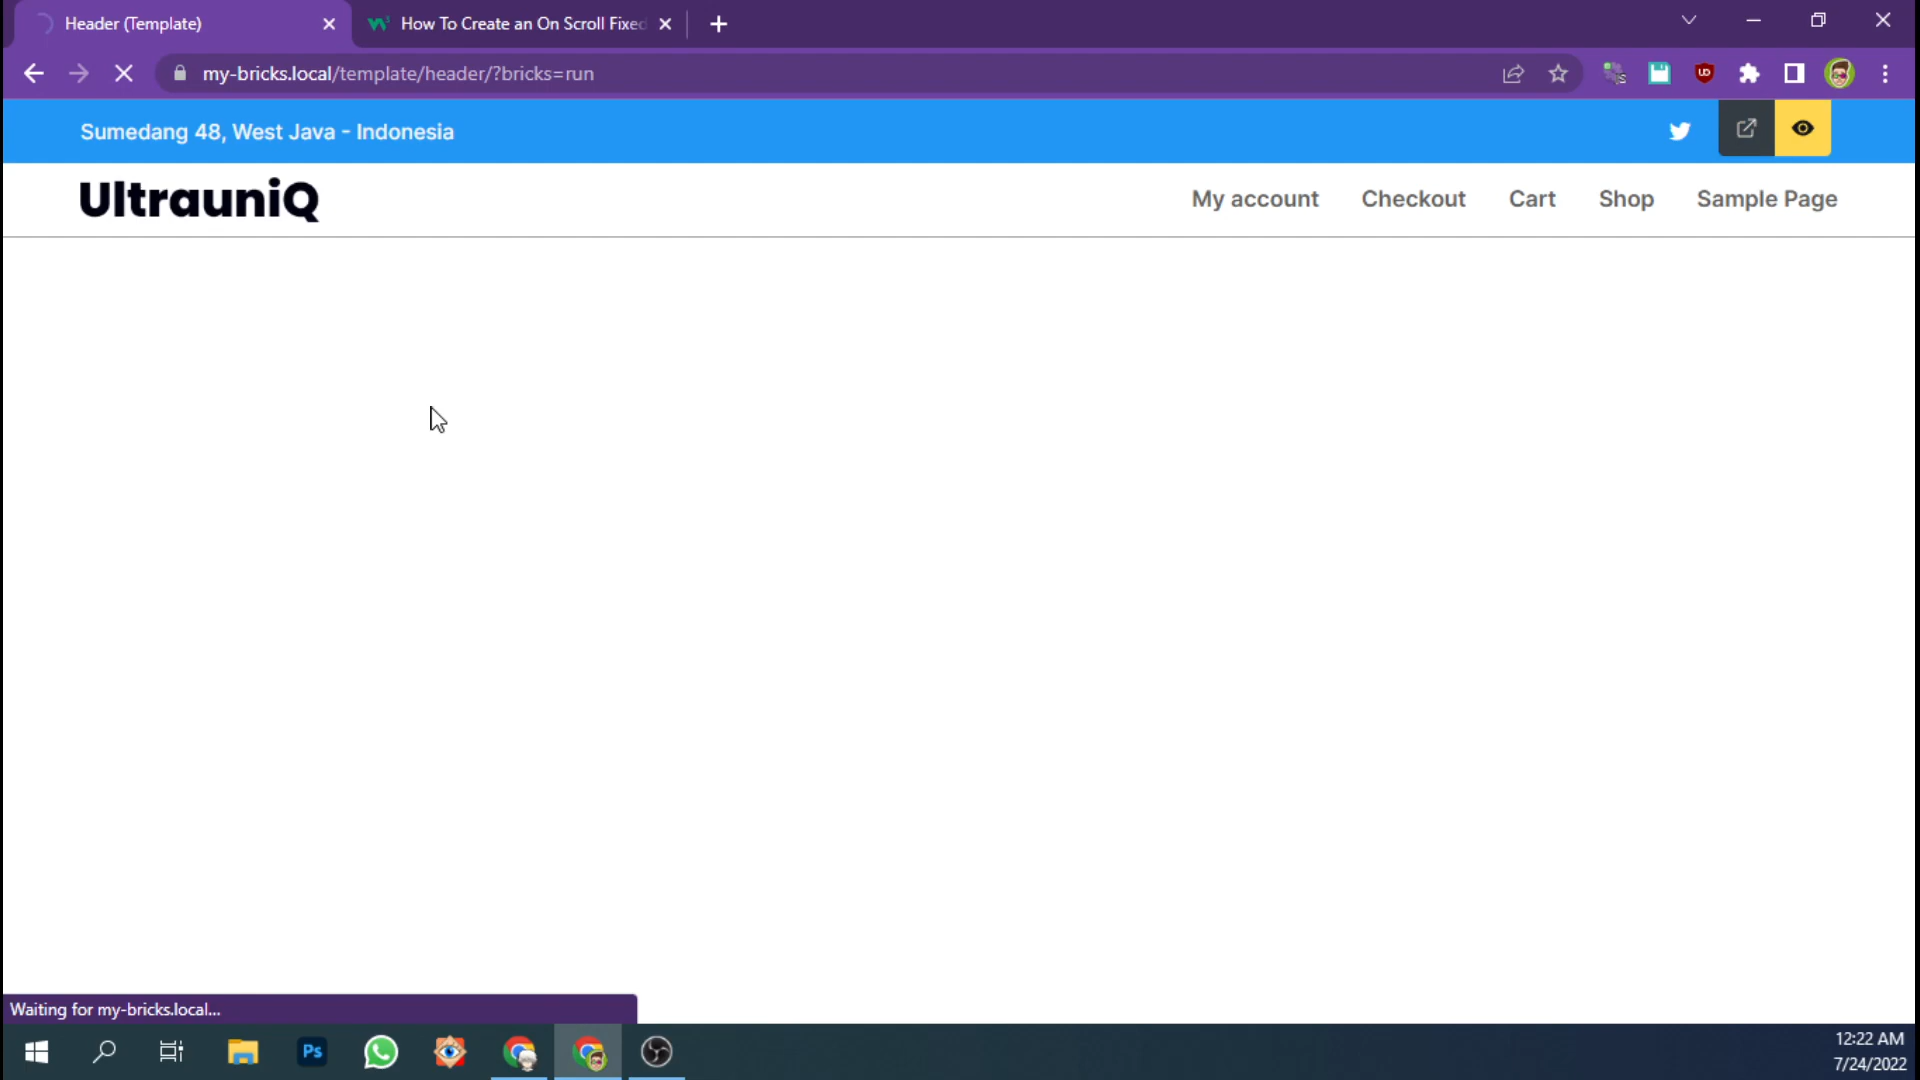 Header (Template)
How To Create an On Scroll Fixed
my-bricks.local/template/header/?bricks=run
Sumedang 48, West Java - Indonesia
UltrauniQ
My account
Checkout
Cart
Shop
Sample Page
Waiting for my-bricks.local...
Ps
12:22 AM
7/24/2022